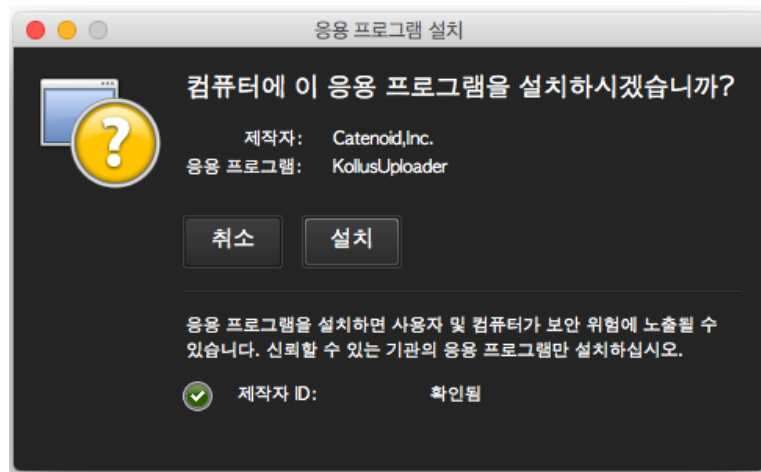 응용 프로그램 설치
컴퓨터에 이 응용 프로그램을 설치하시겠습니까?
제작자: Catenoid,Inc.
응용 프로그램: KollusUploader
취소 설치
응용 프로그램을 설치하면 사용자 및 컴퓨터가 보안 위험에 노출될 수
있습니다. 신뢰할 수 있는 기관의 응용 프로그램만 설치하십시오.
제작자 ID: 확인됨